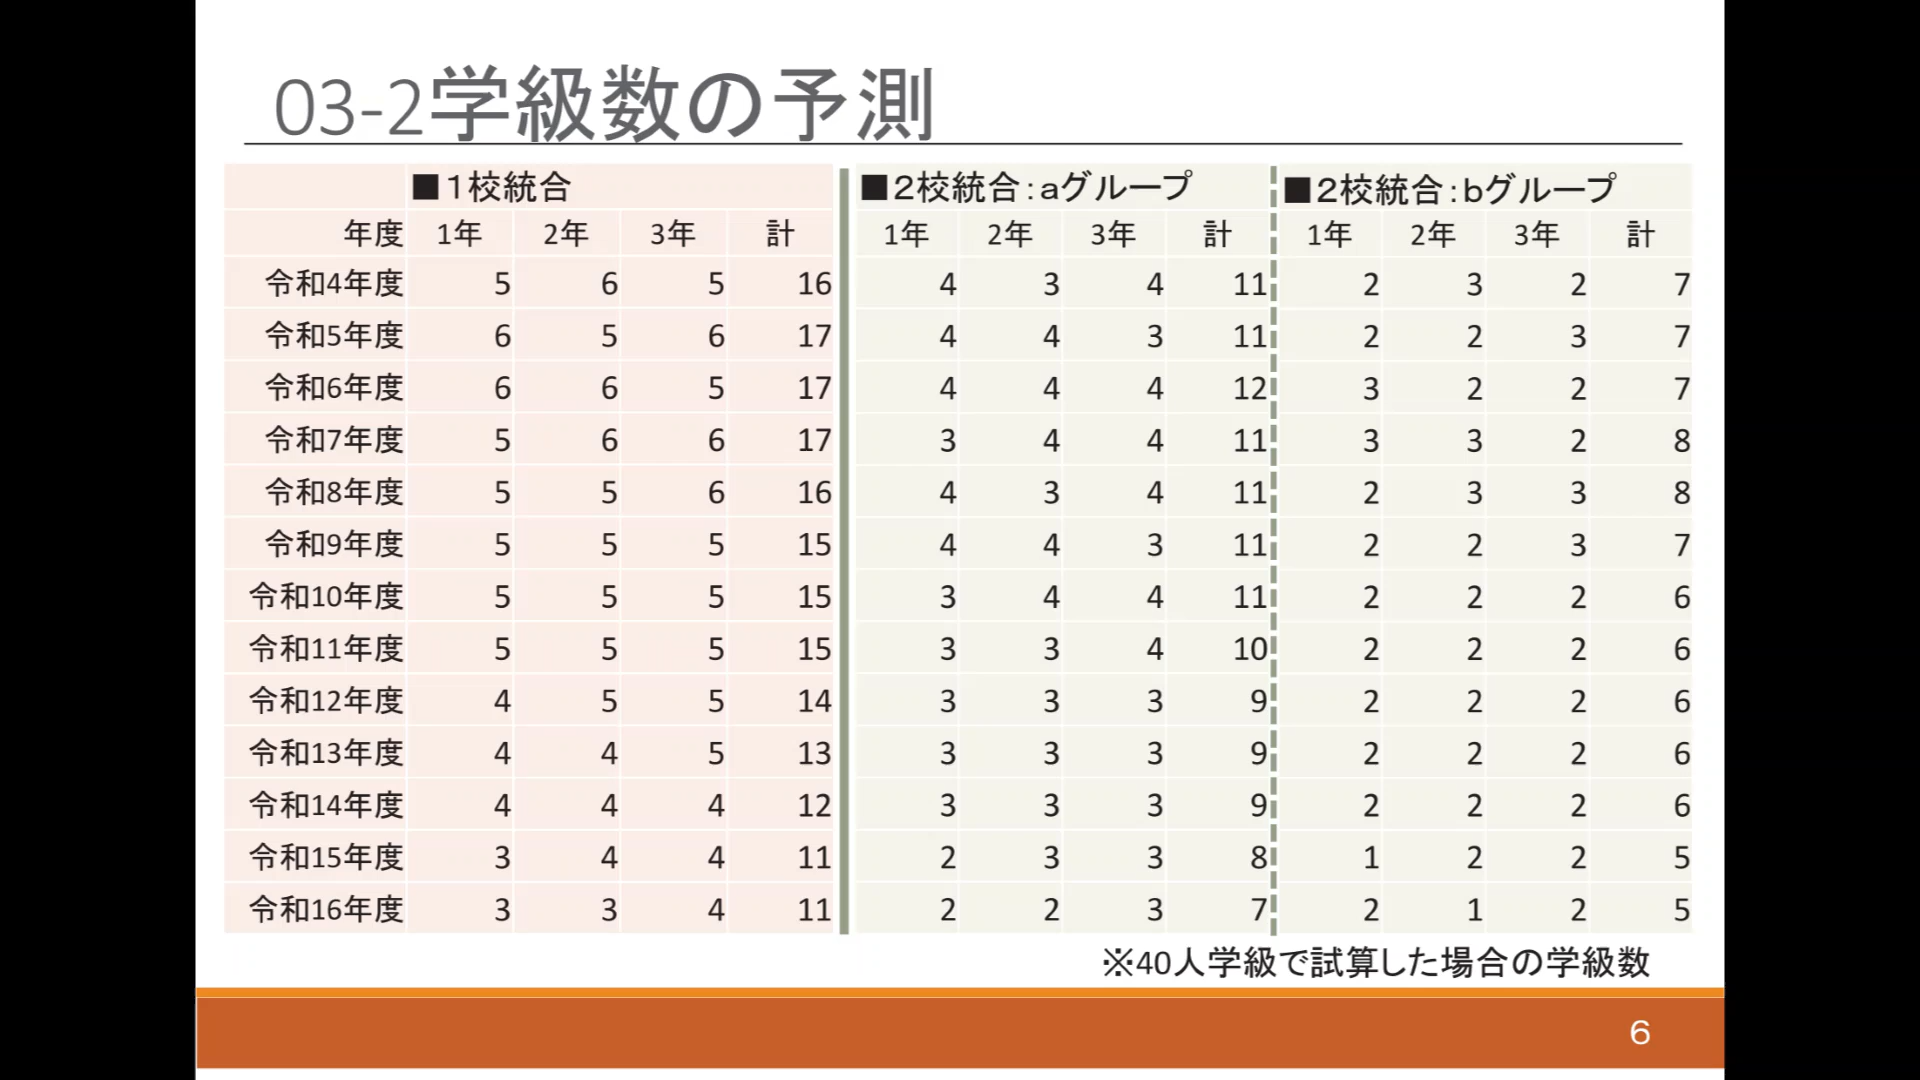 03-2学級数の予測
■１校統合 ■２校統合：aグループ ■２校統合：bグループ
年度 1年 2年 3年 計 1年 2年 3年 計 1年 2年 3年 計
令和4年度 5 6 5 16 4 3 4 11 2 3 2 7
令和5年度 6 5 6 17 4 4 3 11 2 2 3 7
令和6年度 6 6 5 17 4 4 4 12 3 2 2 7
令和7年度 5 6 6 17 3 4 4 11 3 3 2 8
令和8年度 5 5 6 16 4 3 4 11 2 3 3 8
令和9年度 5 5 5 15 4 4 3 11 2 2 3 7
令和10年度 5 5 5 15 3 4 4 11 2 2 2 6
令和11年度 5 5 5 15 3 3 4 10 2 2 2 6
令和12年度 4 5 5 14 3 3 3 9 2 2 2 6
令和13年度 4 4 5 13 3 3 3 9 2 2 2 6
令和14年度 4 4 4 12 3 3 3 9 2 2 2 6
令和15年度 3 4 4 11 2 3 3 8 1 2 2 5
令和16年度 3 3 4 11 2 2 3 7 2 1 2 5
※40人学級で試算した場合の学級数
6